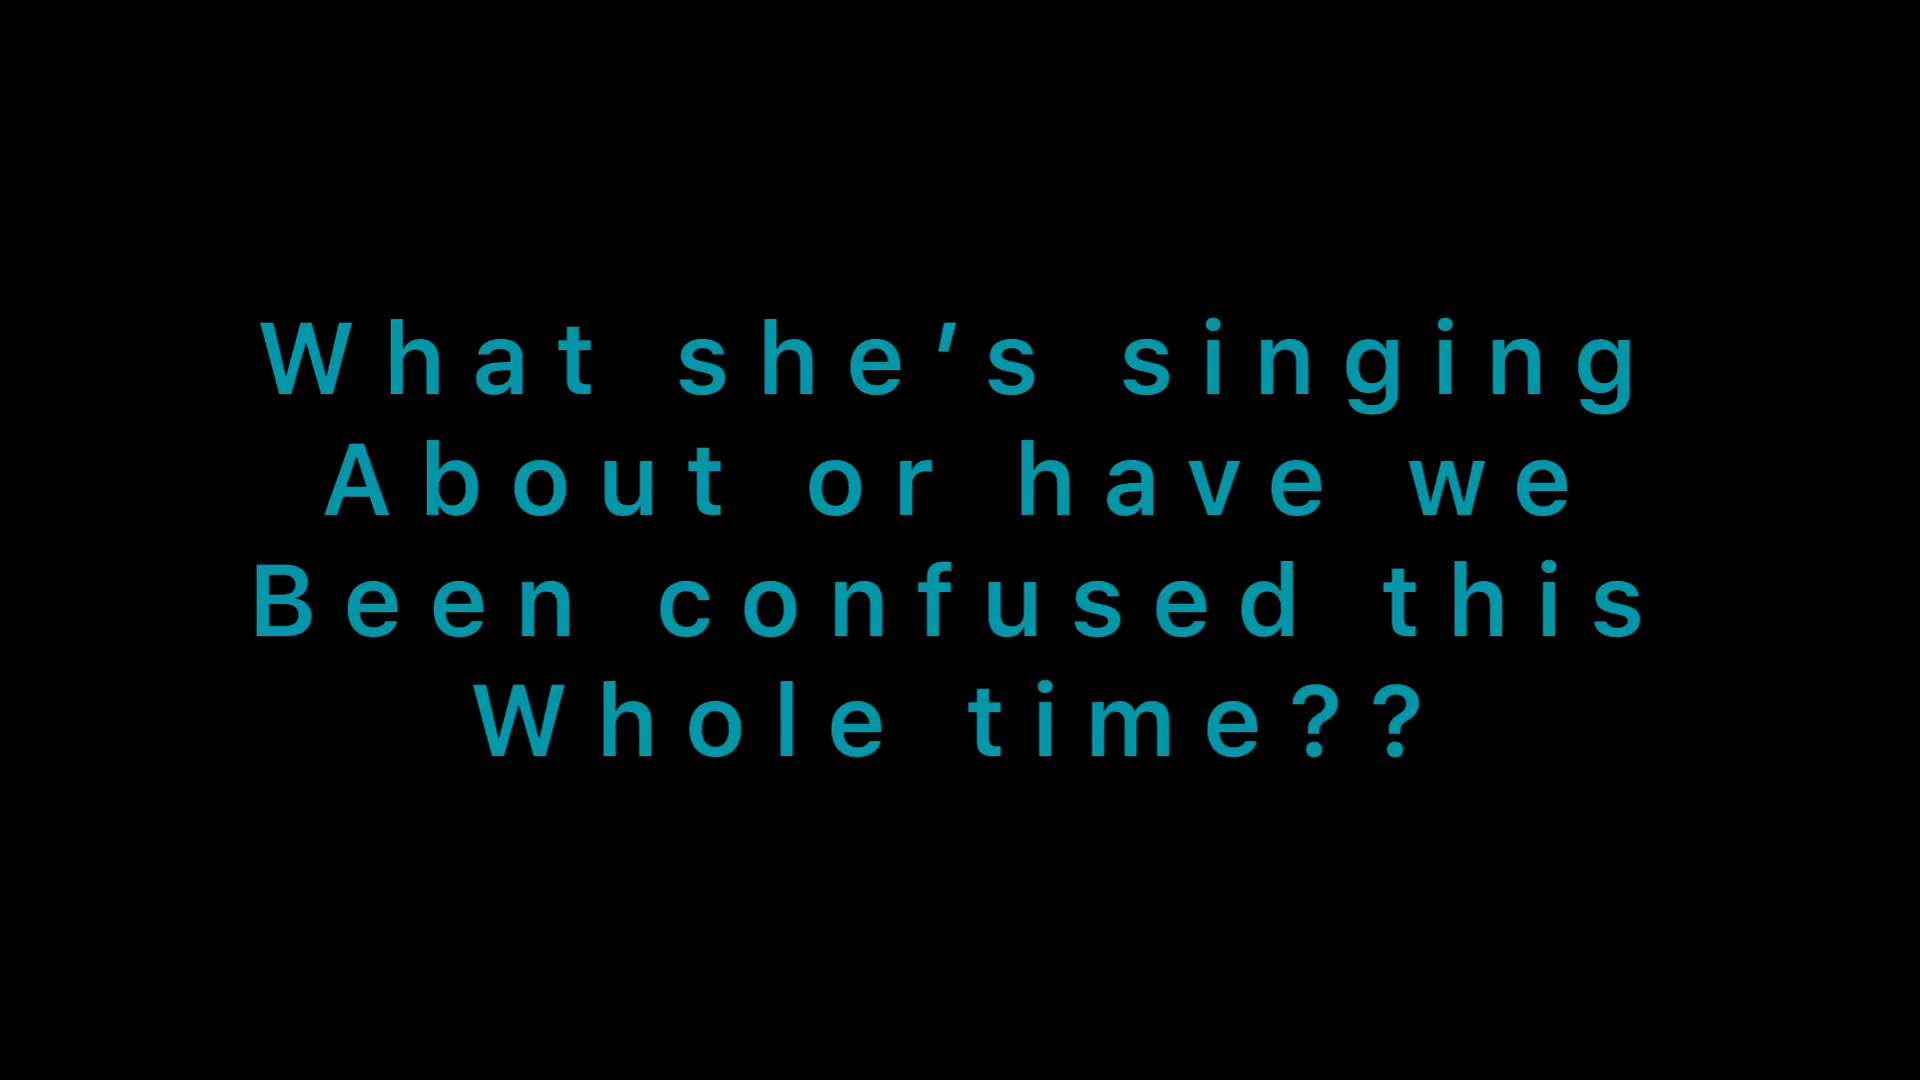 What she's singing
About or have we
Been confused this
Whole time??